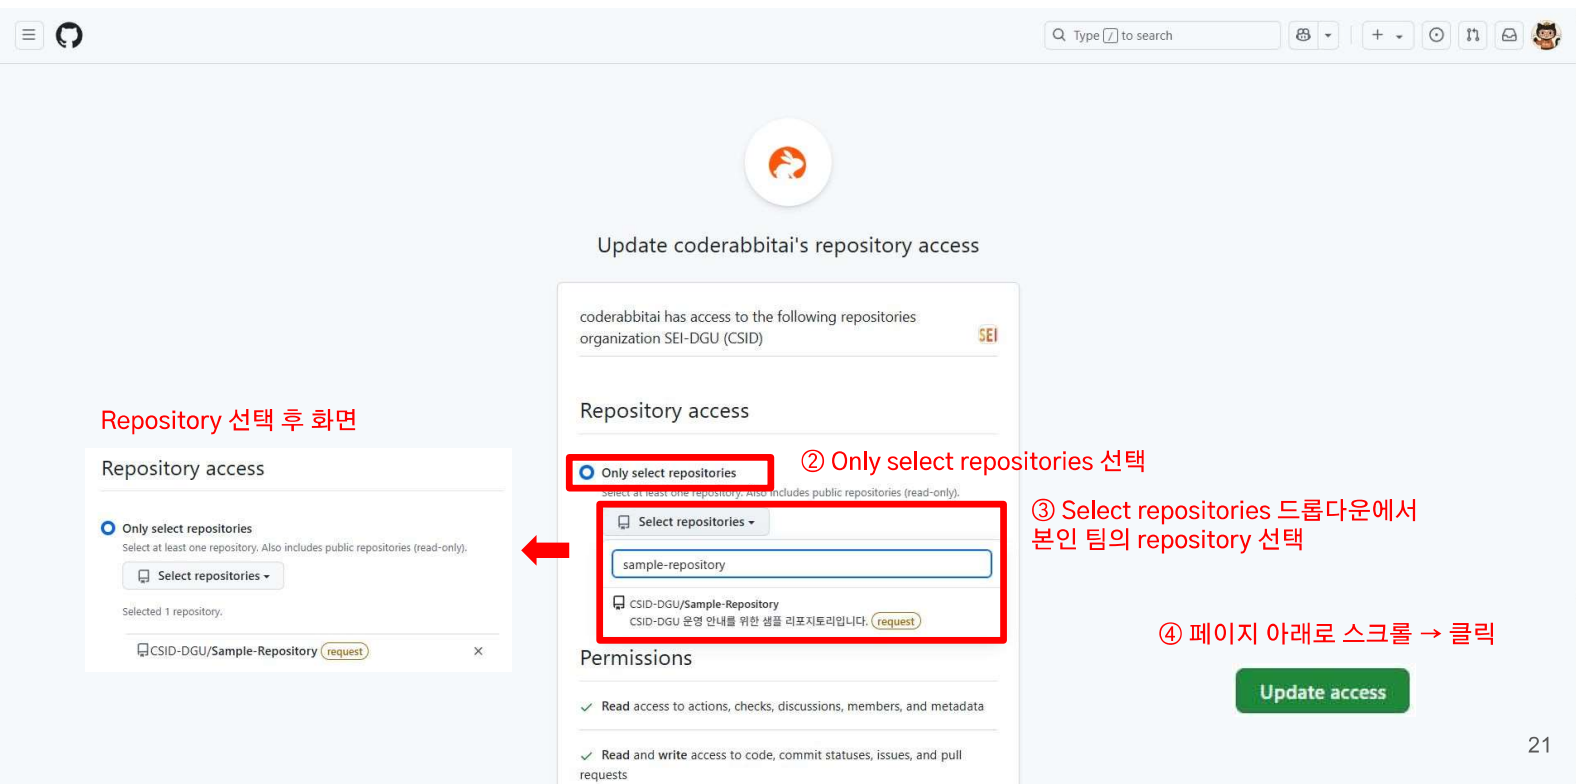 Type / to search
Update coderabbitai's repository access
coderabbitai has access to the following repositories
organization SEI-DGU (CSID)
SEI
Repository access
② Only select repositories 선택
Only select repositories
Select at least one repository. Also includes public repositories (read-only).
③ Select repositories 드롭다운에서
본인 팀의 repository 선택
Select repositories
sample-repository
CSID-DGU/Sample-Repository
CSID-DGU 운영 안내를 위한 샘플 리포지토리입니다. request
Permissions
Read access to actions, checks, discussions, members, and metadata
Read and write access to code, commit statuses, issues, and pull
requests
Repository 선택 후 화면
Repository access
Only select repositories
Select at least one repository. Also includes public repositories (read-only).
Select repositories
Selected 1 repository.
CSID-DGU/Sample-Repository request
④ 페이지 아래로 스크롤 → 클릭
Update access
21